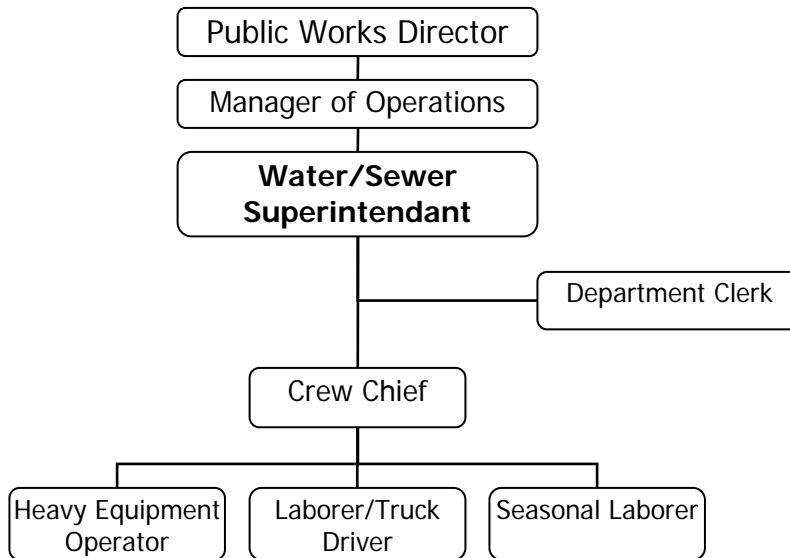 Public Works Director
Manager of Operations
Water/Sewer
Superintendant
Department Clerk
Crew Chief
Heavy Equipment
Operator
Laborer/Truck
Driver
Seasonal Laborer